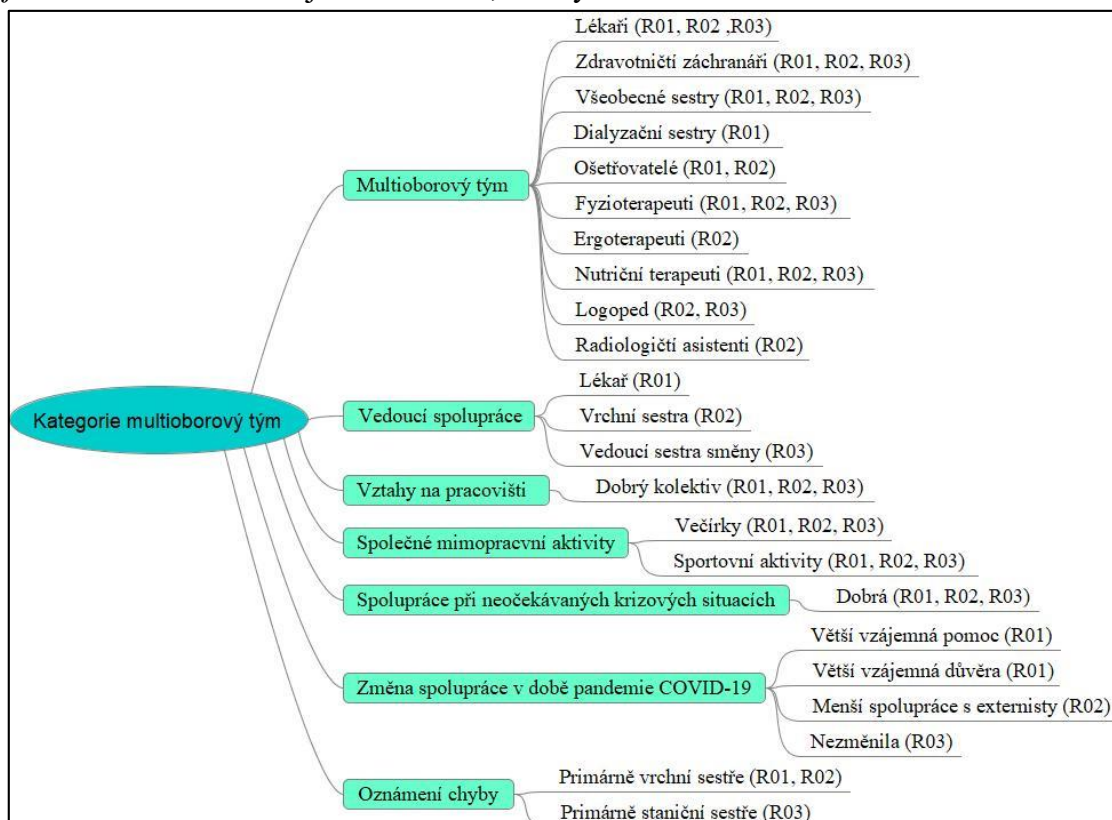 Kategorie multioborový tým
Multioborový tým
Lékaři (R01, R02 ,R03)
Zdravotničtí záchranáři (R01, R02, R03)
Všeobecné sestry (R01, R02, R03)
Dialyzační sestry (R01)
Ošetřovatelé (R01, R02)
Fyzioterapeuti (R01, R02, R03)
Ergoterapeuti (R02)
Nutriční terapeuti (R01, R02, R03)
Logoped (R02, R03)
Radiologičtí asistenti (R02)
Vedoucí spolupráce
Lékař (R01)
Vrchní sestra (R02)
Vedoucí sestra směny (R03)
Vztahy na pracovišti
Dobrý kolektiv (R01, R02, R03)
Společné mimopracvní aktivity
Večírky (R01, R02, R03)
Sportovní aktivity (R01, R02, R03)
Spolupráce při neočekávaných krizových situacích
Dobrá (R01, R02, R03)
Změna spolupráce v době pandemie COVID-19
Větší vzájemná pomoc (R01)
Větší vzájemná důvěra (R01)
Menší spolupráce s externisty (R02)
Nezměnila (R03)
Oznámení chyby
Primárně vrchní sestře (R01, R02)
Primárně staniční sestře (R03)